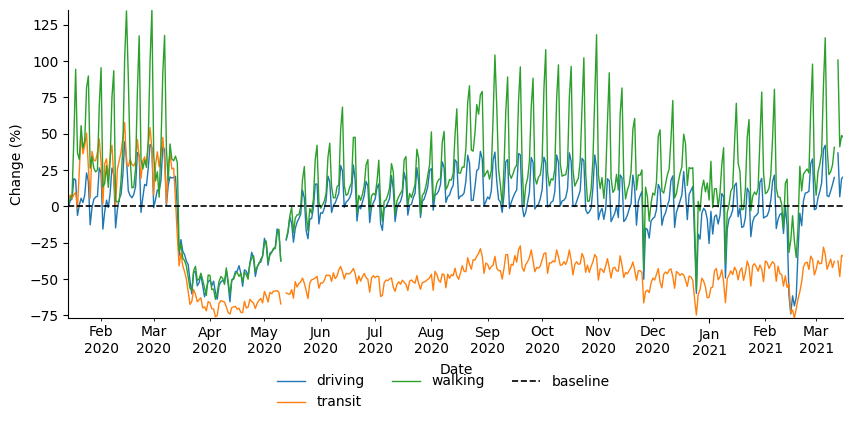 125
100
75
50
25
0
−25
−50
−75
Change (%)
Feb Mar Apr May Jun Jul Aug Sep Oct Nov Dec Jan Feb Mar
2020 2020 2020 2020 2020 2020 2020 2020 2020 2020 2020 2021 2021 2021
Date
driving walking baseline
transit